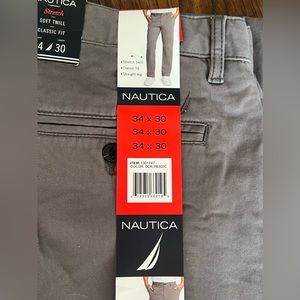 NAUTICA
Stretch
SOFT TWILL
CLASSIC FIT
4 30
• Stretch twill
• Classic fit
• Straight leg
NAUTICA
34 x 30
34 x 30
34 x 30
ITEM: 1301747
NAUTICA